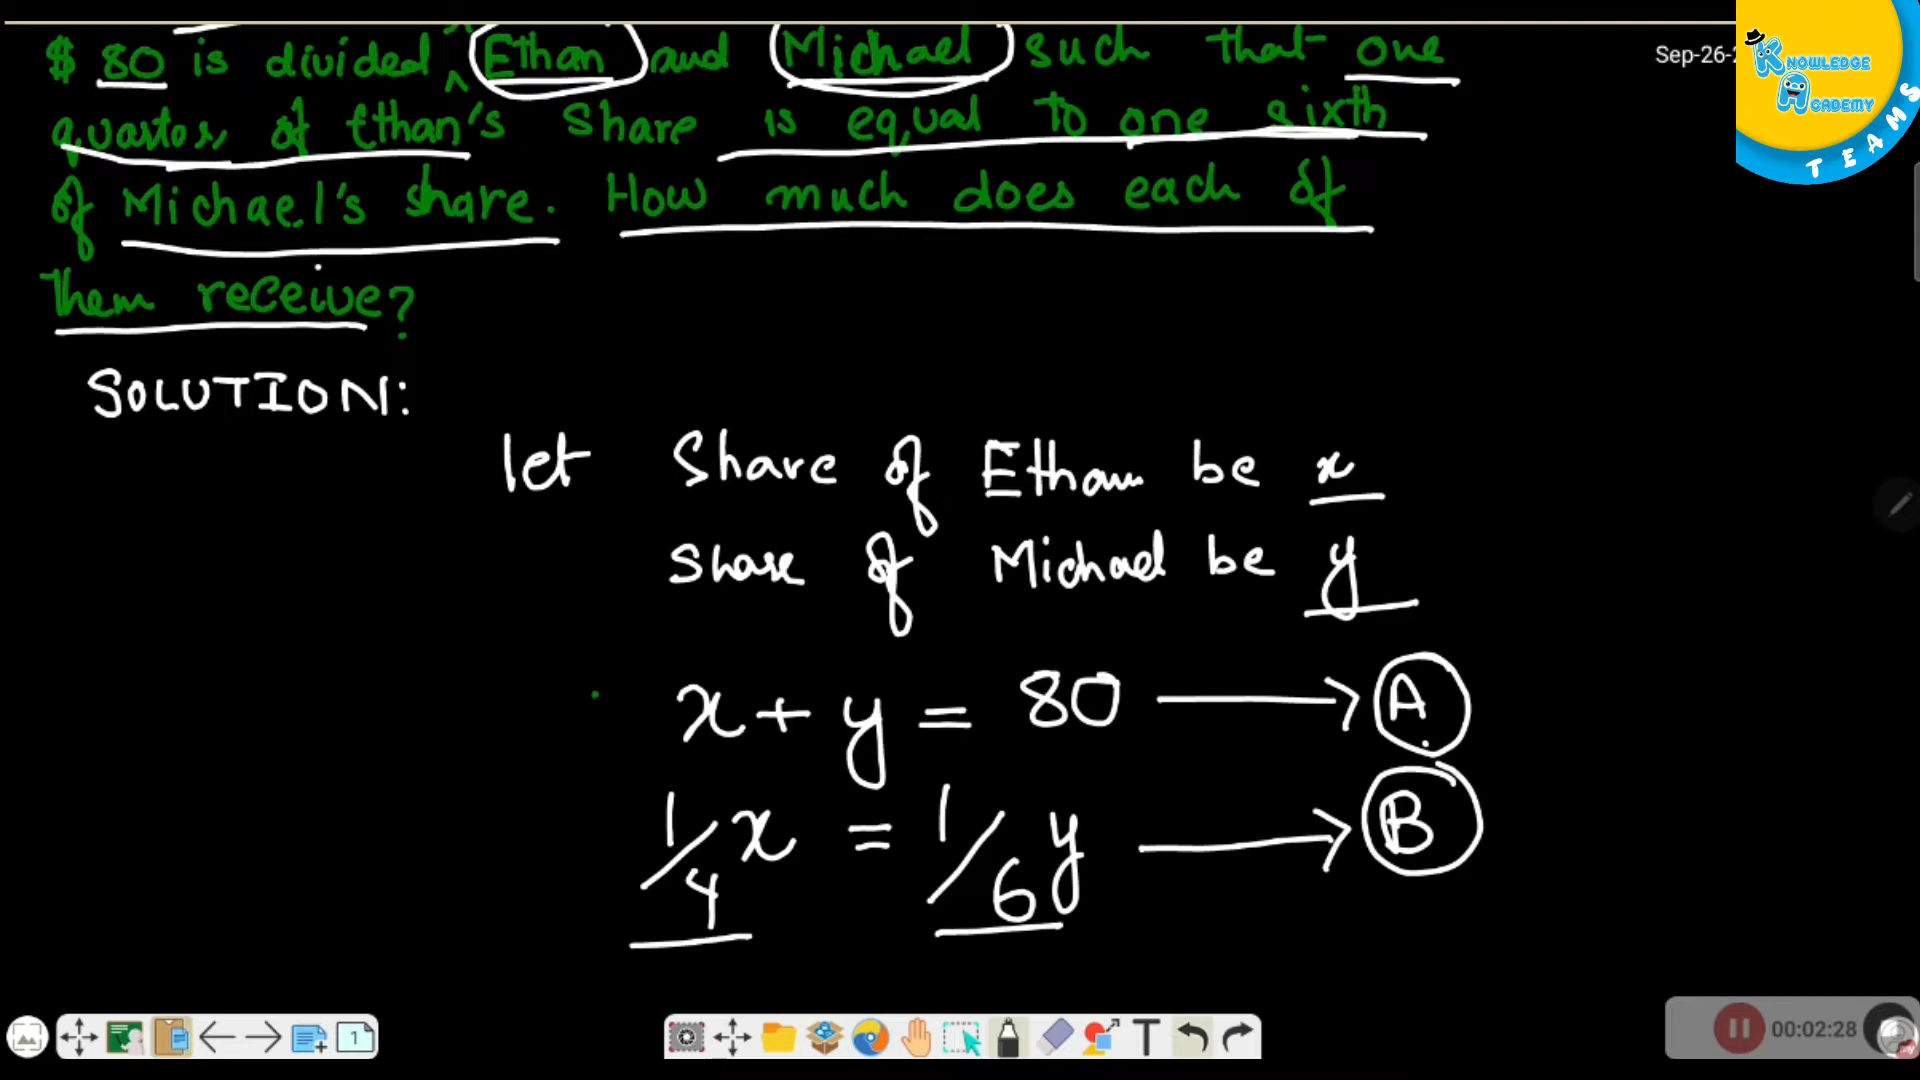 $ 80 is divided ^ Ethan and Michael such that one
quarter of Ethan's Share is equal to one sixth
of Michael's share. How much does each of
them receive?
SOLUTION:
let Share of Ethan be x
Share of Michael be y
x + y = 80 → A
1/4 x = 1/6 y → B
Sep-26-2
KNOWLEDGE
ACADEMY
TEAMS
1
T
00:02:28